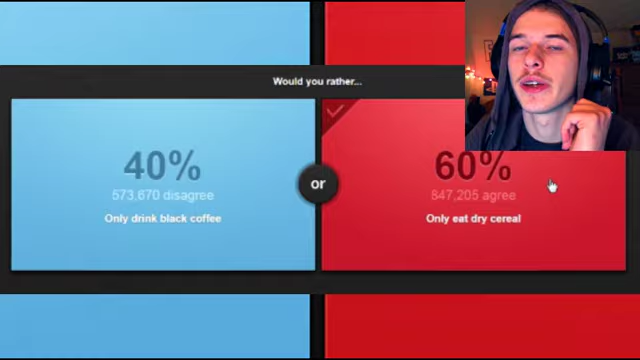 Would you rather...
40%
573,670 disagree
Only drink black coffee
or
60%
847,205 agree
Only eat dry cereal